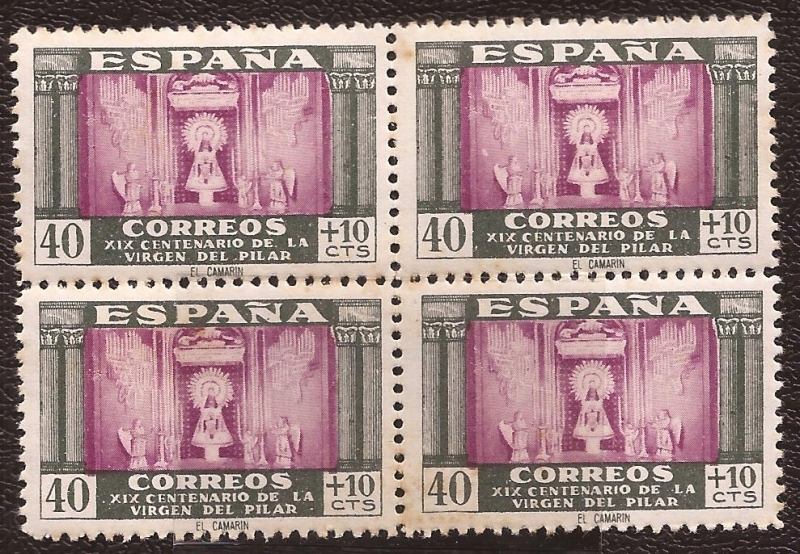 ESPAÑA
CORREOS
40 XIX CENTENARIO DE LA +10
VIRGEN DEL PILAR CTS
EL CAMARIN
ESPAÑA
CORREOS
40 XIX CENTENARIO DE LA +10
VIRGEN DEL PILAR CTS
EL CAMARIN
ESPAÑA
CORREOS
40 XIX CENTENARIO DE LA +10
VIRGEN DEL PILAR CTS
EL CAMARIN
ESPAÑA
CORREOS
40 XIX CENTENARIO DE LA +10
VIRGEN DEL PILAR CTS
EL CAMARIN